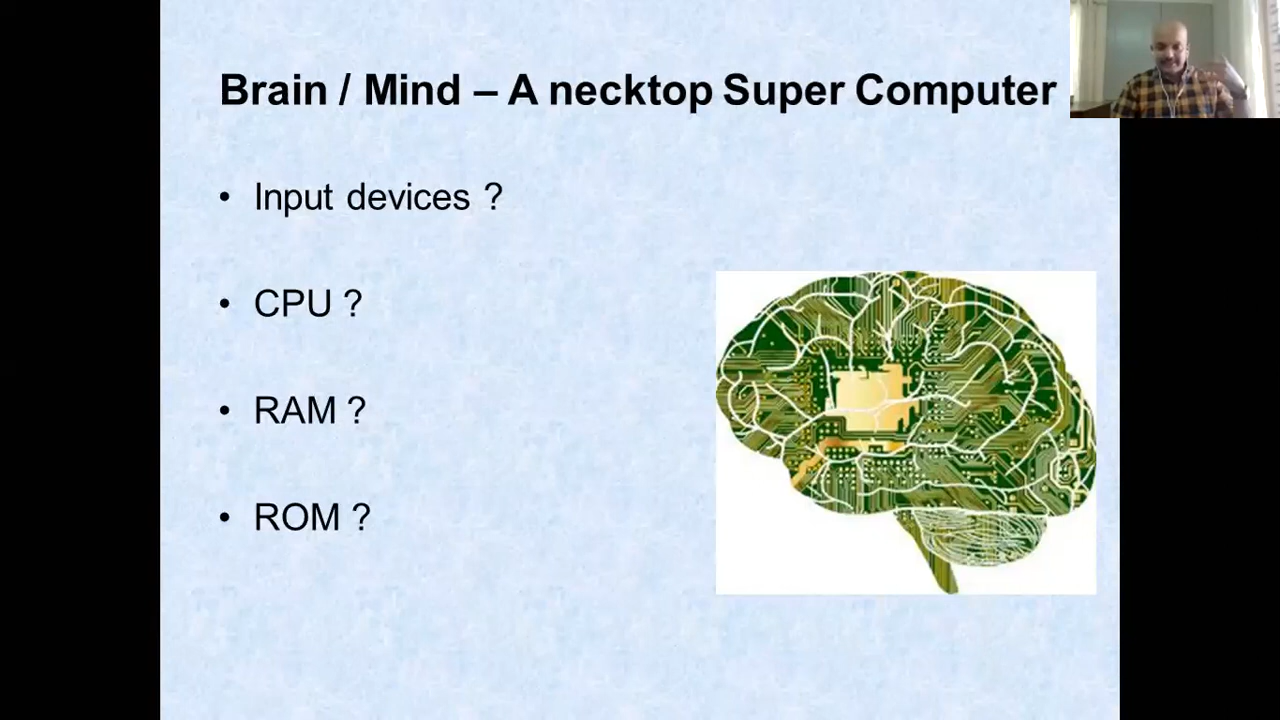 Brain / Mind – A necktop Super Computer
• Input devices ?
• CPU ?
• RAM ?
• ROM ?